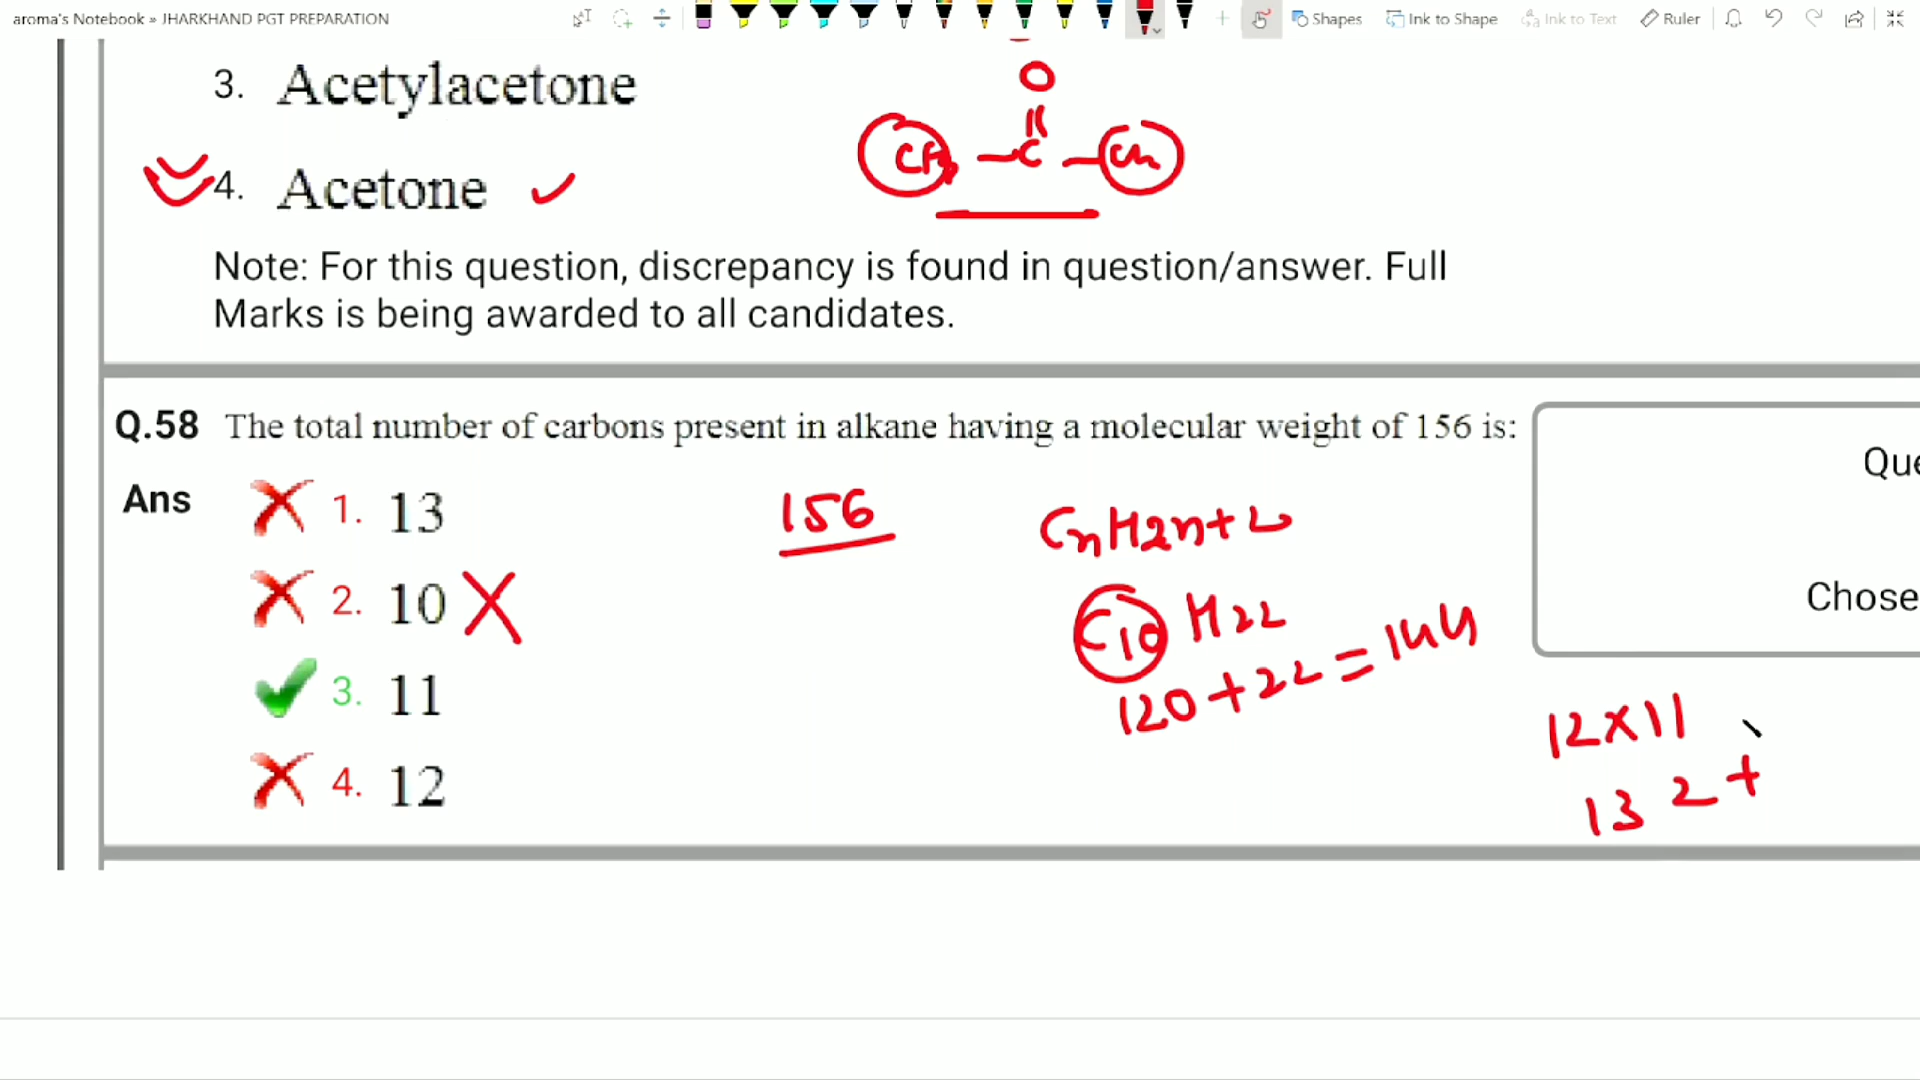 aroma's Notebook » JHARKHAND PGT PREPARATION
Shapes Ink to Shape Ink to Text Ruler
3. Acetylacetone
O
CH3 – C –
4. Acetone
Note: For this question, discrepancy is found in question/answer. Full
Marks is being awarded to all candidates.
Q.58 The total number of carbons present in alkane having a molecular weight of 156 is:
Que
Ans
1. 13
156
CnH2n+2
2. 10
C10 H22
Chose
120+22=144
3. 11
12×11
4. 12
132+